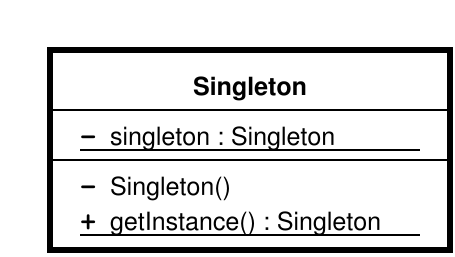 Singleton
- singleton : Singleton
- Singleton()
+ getInstance() : Singleton